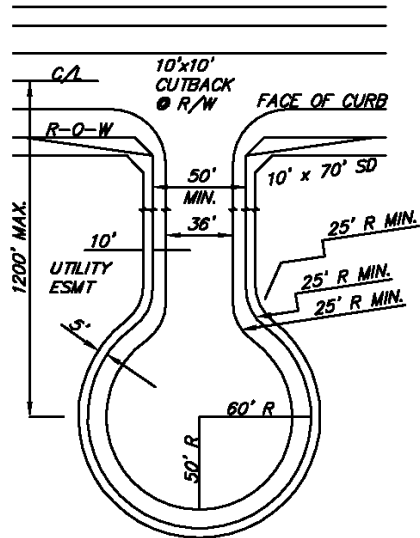 C/L
10'x10'
CUTBACK
@ R/W
FACE OF CURB
R-O-W
50'
MIN.
10' x 70' SD
36'
1200' MAX.
10'
UTILITY
ESMT
25' R MIN.
25' R MIN.
25' R MIN.
5'
60' R
50' R